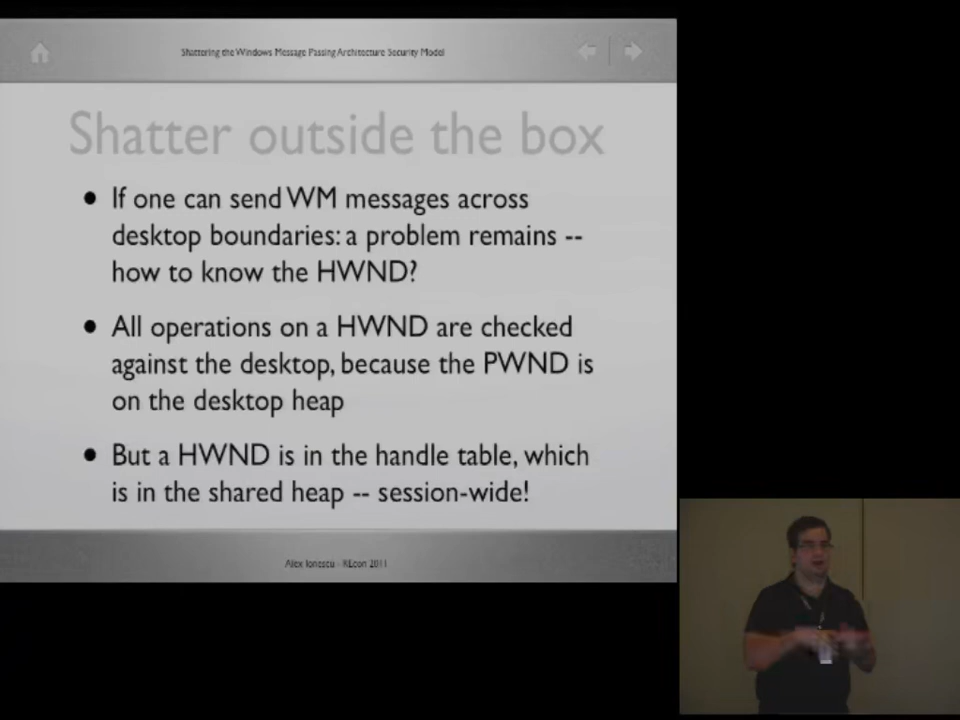 Shattering the Windows Message Passing Architecture Security Model
Shatter outside the box
• If one can send WM messages across
desktop boundaries: a problem remains --
how to know the HWND?
• All operations on a HWND are checked
against the desktop, because the PWND is
on the desktop heap
• But a HWND is in the handle table, which
is in the shared heap -- session-wide!
Alex Ionescu - REcon 2011